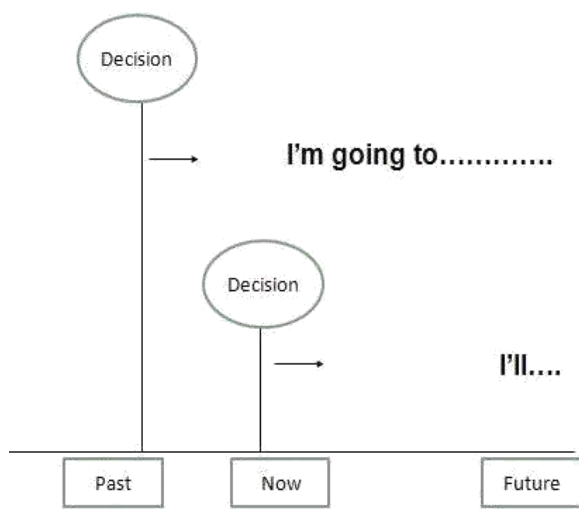 Decision
I'm going to.............
Decision
I'll....
Past
Now
Future